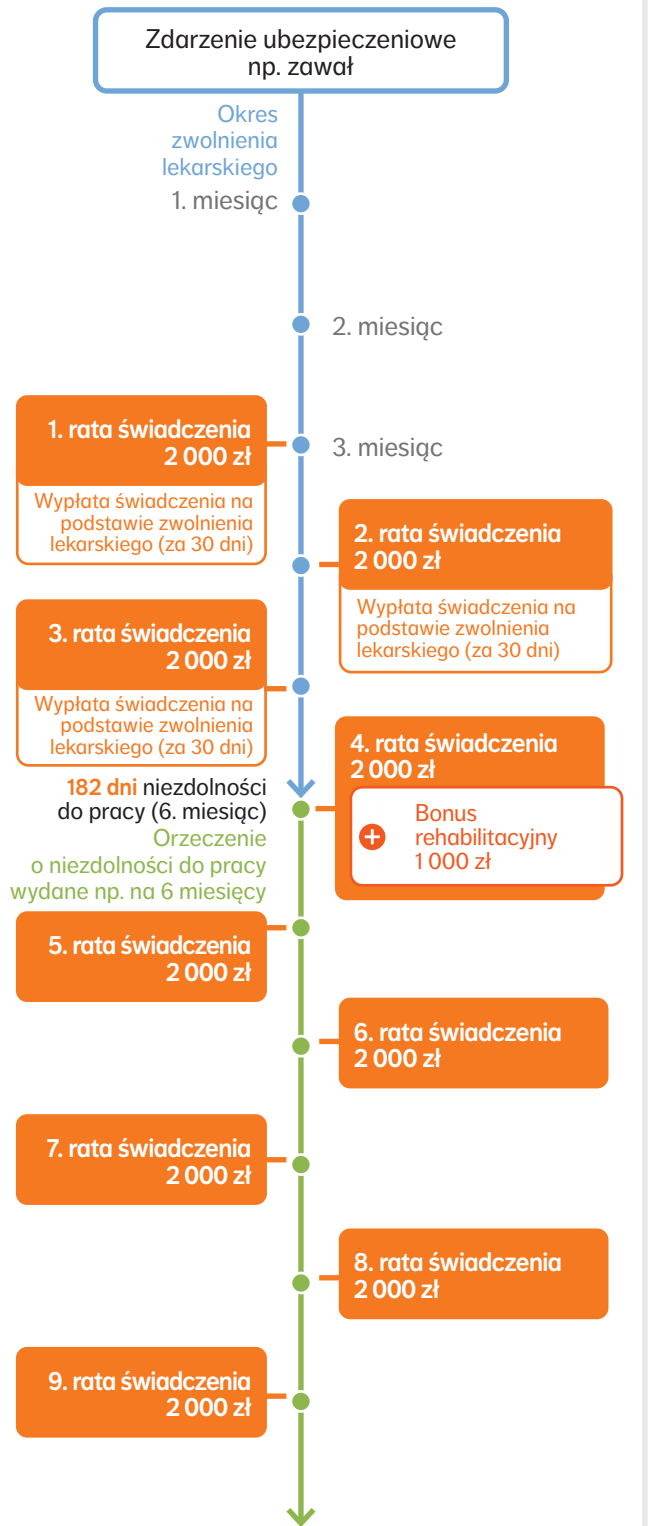 Zdarzenie ubezpieczeniowe
np. zawał
Okres
zwolnienia
lekarskiego
1. miesiąc
2. miesiąc
3. miesiąc
1. rata świadczenia
2 000 zł
Wypłata świadczenia na
podstawie zwolnienia
lekarskiego (za 30 dni)
2. rata świadczenia
2 000 zł
Wypłata świadczenia na
podstawie zwolnienia
lekarskiego (za 30 dni)
3. rata świadczenia
2 000 zł
Wypłata świadczenia na
podstawie zwolnienia
lekarskiego (za 30 dni)
4. rata świadczenia
2 000 zł
+ Bonus
rehabilitacyjny
1 000 zł
182 dni niezdolności
do pracy (6. miesiąc)
Orzeczenie
o niezdolności do pracy
wydane np. na 6 miesięcy
5. rata świadczenia
2 000 zł
6. rata świadczenia
2 000 zł
7. rata świadczenia
2 000 zł
8. rata świadczenia
2 000 zł
9. rata świadczenia
2 000 zł